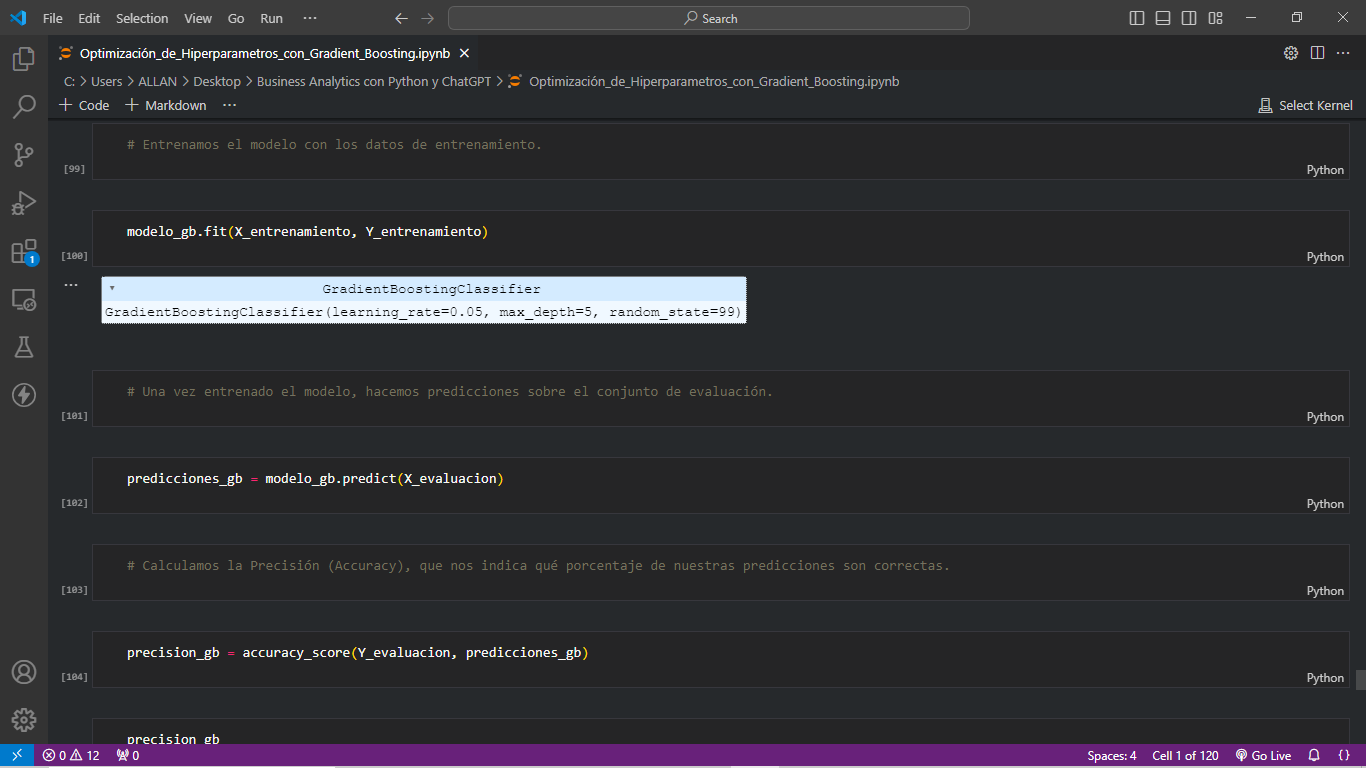 File Edit Selection View Go Run ··· Search
Optimización_de_Hiperparametros_con_Gradient_Boosting.ipynb
C: > Users > ALLAN > Desktop > Business Analytics con Python y ChatGPT > Optimización_de_Hiperparametros_con_Gradient_Boosting.ipynb
+ Code + Markdown ··· Select Kernel
# Entrenamos el modelo con los datos de entrenamiento.
[99] Python
modelo_gb.fit(X_entrenamiento, Y_entrenamiento)
[100] Python
GradientBoostingClassifier
GradientBoostingClassifier(learning_rate=0.05, max_depth=5, random_state=99)
# Una vez entrenado el modelo, hacemos predicciones sobre el conjunto de evaluación.
[101] Python
predicciones_gb = modelo_gb.predict(X_evaluacion)
[102] Python
# Calculamos la Precisión (Accuracy), que nos indica qué porcentaje de nuestras predicciones son correctas.
[103] Python
precision_gb = accuracy_score(Y_evaluacion, predicciones_gb)
[104] Python
precision_gb
1
0 12 0 Spaces: 4 Cell 1 of 120 Go Live {}